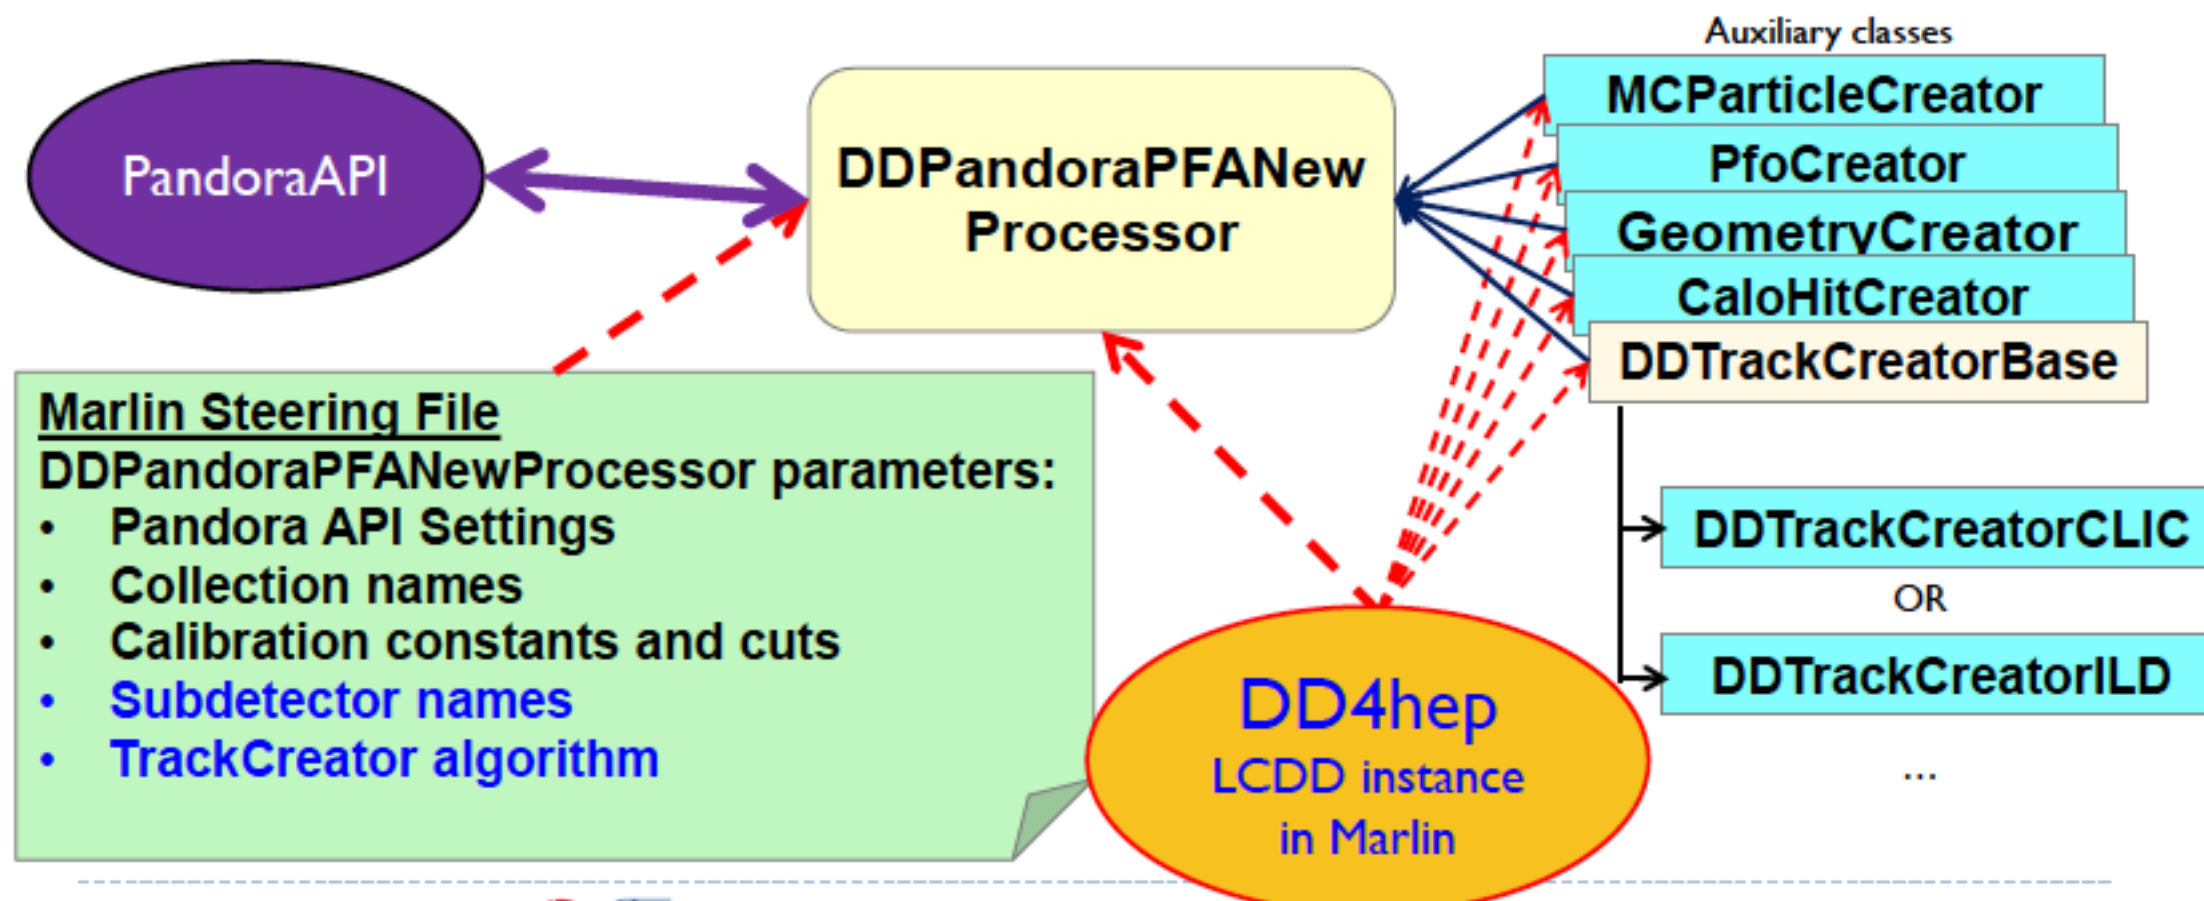 Auxiliary classes
PandoraAPI
DDPandoraPFANew
Processor
MCParticleCreator
PfoCreator
GeometryCreator
CaloHitCreator
DDTrackCreatorBase
DDTrackCreatorCLIC
OR
DDTrackCreatorILD
...
Marlin Steering File
DDPandoraPFANewProcessor parameters:
• Pandora API Settings
• Collection names
• Calibration constants and cuts
• Subdetector names
• TrackCreator algorithm
DD4hep
LCDD instance
in Marlin